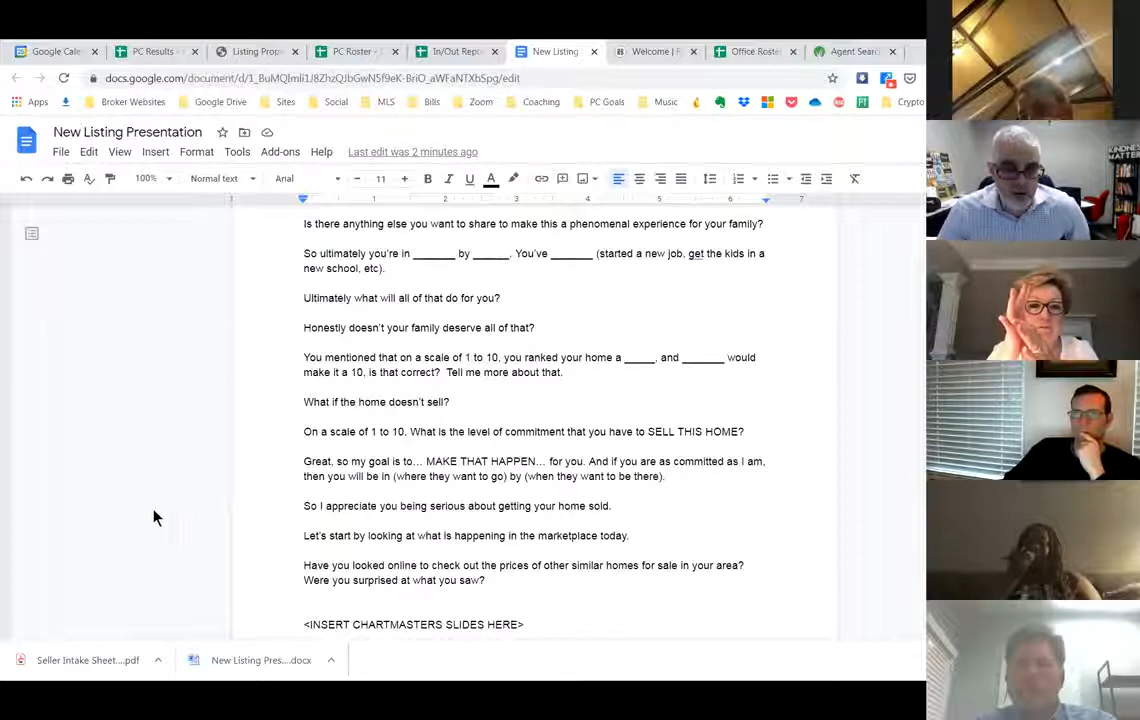 Google Cale
PC Results -
Listing Prop
PC Roster -
In/Out Rep
New Listing
Welcome | F
Office Roste
Agent Searc
docs.google.com/document/d/1_BuMQlmli1J8ZhzQJbGwN5f9eK-BriO_aWFaNTXbSpg/edit
Apps
Broker Websites
Google Drive
Sites
Social
MLS
Bills
Zoom
Coaching
PC Goals
Music
Crypto
New Listing Presentation
File Edit View Insert Format Tools Add-ons Help Last edit was 2 minutes ago
100% Normal text Arial 11 B I U A
1 1 2 3 4 5 6 7
KINDNESS
MATTER
Is there anything else you want to share to make this a phenomenal experience for your family?
So ultimately you're in _______ by ______. You've _______ (started a new job, get the kids in a
new school, etc).
Ultimately what will all of that do for you?
Honestly doesn't your family deserve all of that?
You mentioned that on a scale of 1 to 10, you ranked your home a _____, and _______ would
make it a 10, is that correct? Tell me more about that.
What if the home doesn't sell?
On a scale of 1 to 10. What is the level of commitment that you have to SELL THIS HOME?
Great, so my goal is to… MAKE THAT HAPPEN… for you. And if you are as committed as I am,
then you will be in (where they want to go) by (when they want to be there).
So I appreciate you being serious about getting your home sold.
Let's start by looking at what is happening in the marketplace today.
Have you looked online to check out the prices of other similar homes for sale in your area?
Were you surprised at what you saw?
<INSERT CHARTMASTERS SLIDES HERE>
Seller Intake Sheet....pdf
New Listing Pres....docx